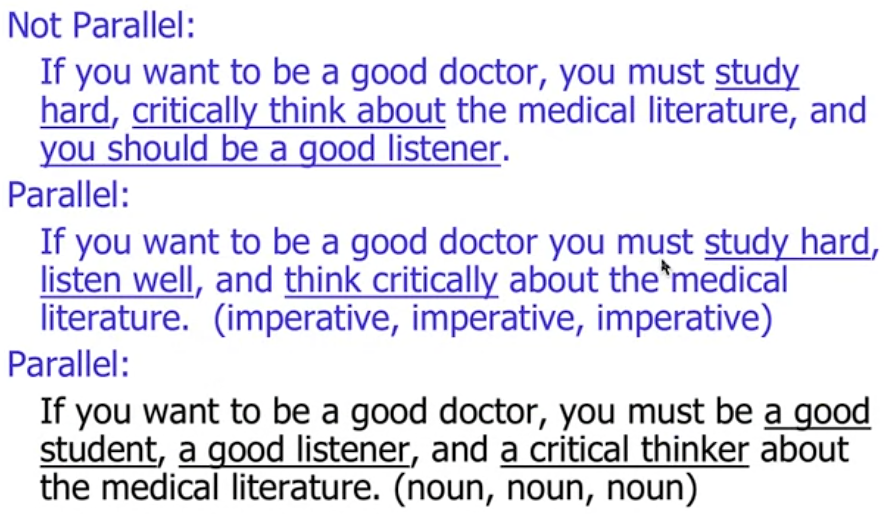 Not Parallel:
If you want to be a good doctor, you must study
hard, critically think about the medical literature, and
you should be a good listener.
Parallel:
If you want to be a good doctor you must study hard,
listen well, and think critically about the medical
literature.  (imperative, imperative, imperative)
Parallel:
If you want to be a good doctor, you must be a good
student, a good listener, and a critical thinker about
the medical literature. (noun, noun, noun)